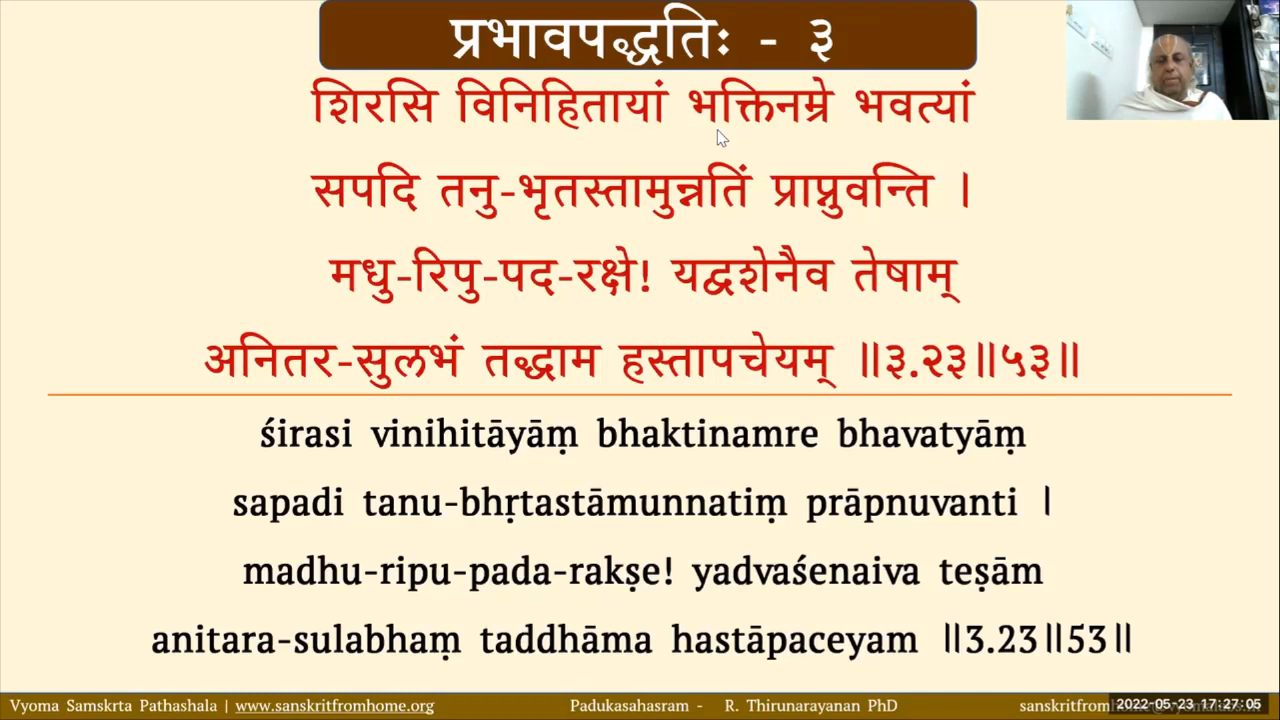 प्रभावपद्धतिः - ३
शिरसि विनिहितायां भक्तिनम्रे भवत्यां
सपदि तनु-भृतस्तामुन्नतिं प्राप्नुवन्ति ।
मधु-रिपु-पद-रक्षे! यद्वशेनैव तेषाम्
अनितर-सुलभं तद्धाम हस्तापचेयम् ॥३.२३॥५३॥
śirasi vinihitāyāṃ bhaktinamre bhavatyāṃ
sapadi tanu-bhṛtastāmunnatiṃ prāpnuvanti ।
madhu-ripu-pada-rakṣe! yadvaśenaiva teṣām
anitara-sulabhaṃ taddhāma hastāpaceyam ॥3.23॥53॥
Vyoma Samskrta Pathashala | www.sanskritfromhome.org Padukasahasram - R. Thirunarayanan PhD 2022-05-23 17:27:05